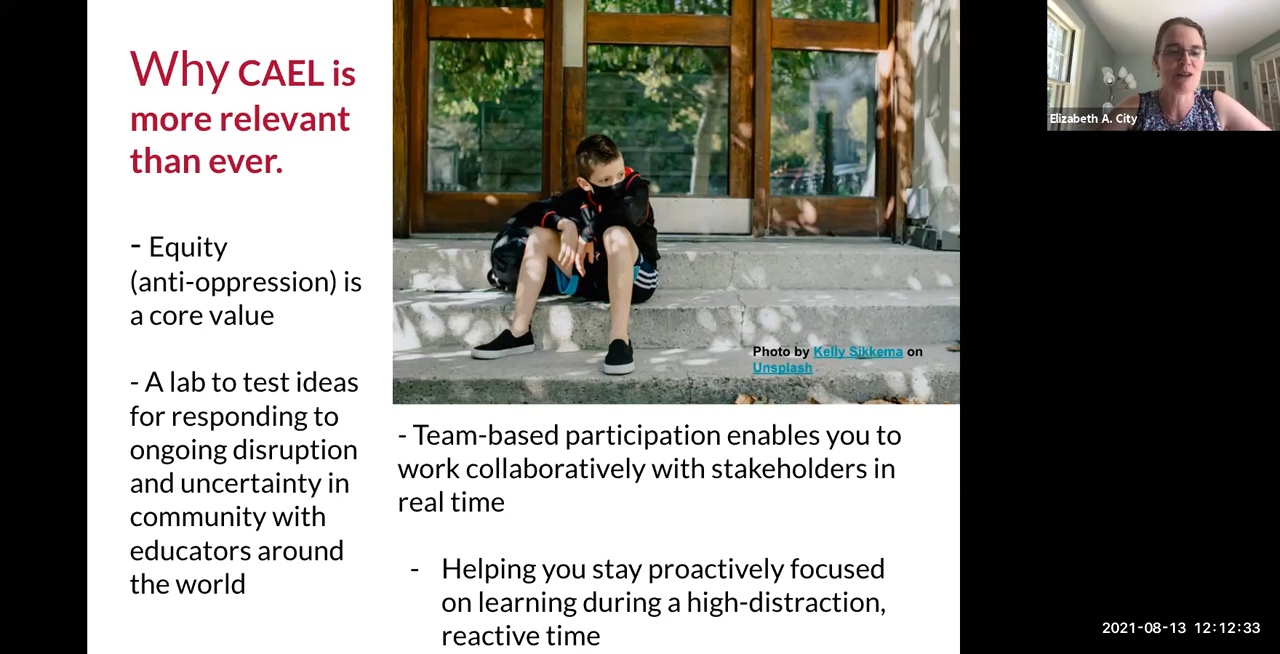 Why CAEL is
more relevant
than ever.
- Equity
(anti-oppression) is
a core value
- A lab to test ideas
for responding to
ongoing disruption
and uncertainty in
community with
educators around
the world
Photo by Kelly Sikkema on
Unsplash
- Team-based participation enables you to
work collaboratively with stakeholders in
real time
- Helping you stay proactively focused
on learning during a high-distraction,
reactive time
Elizabeth A. City
2021-08-13 12:12:33